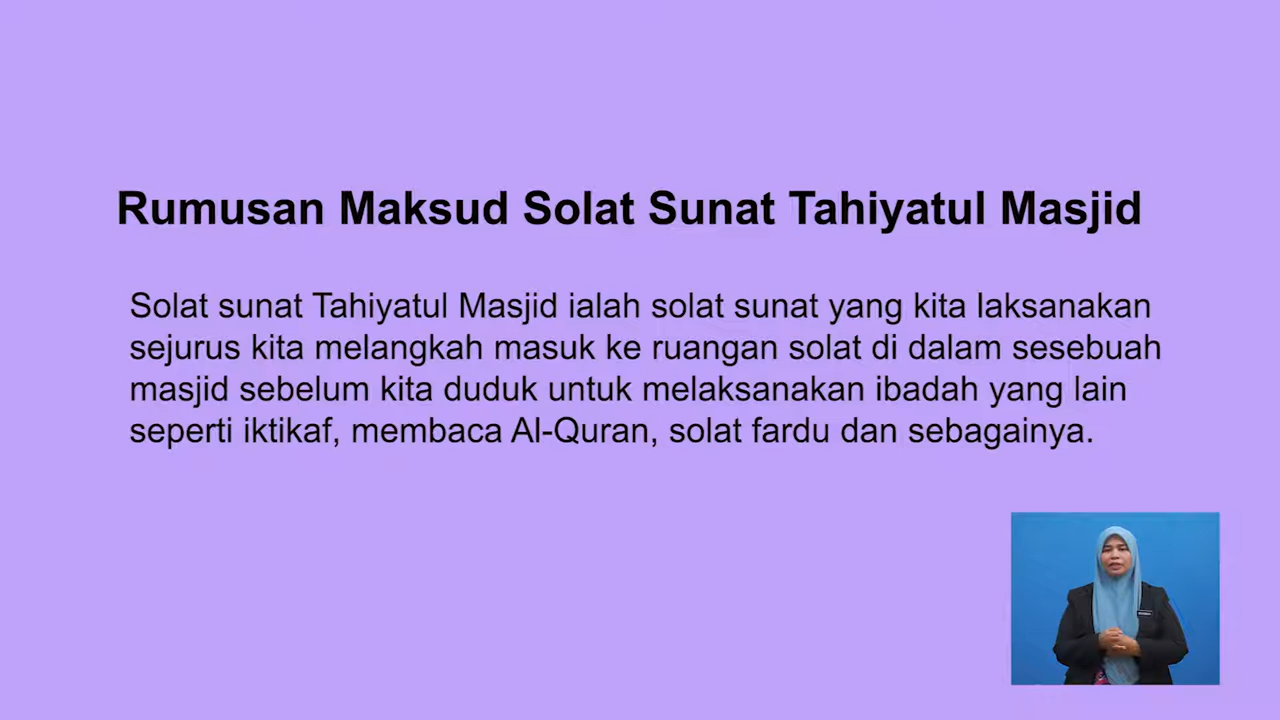 Rumusan Maksud Solat Sunat Tahiyatul Masjid
Solat sunat Tahiyatul Masjid ialah solat sunat yang kita laksanakan
sejurus kita melangkah masuk ke ruangan solat di dalam sesebuah
masjid sebelum kita duduk untuk melaksanakan ibadah yang lain
seperti iktikaf, membaca Al-Quran, solat fardu dan sebagainya.